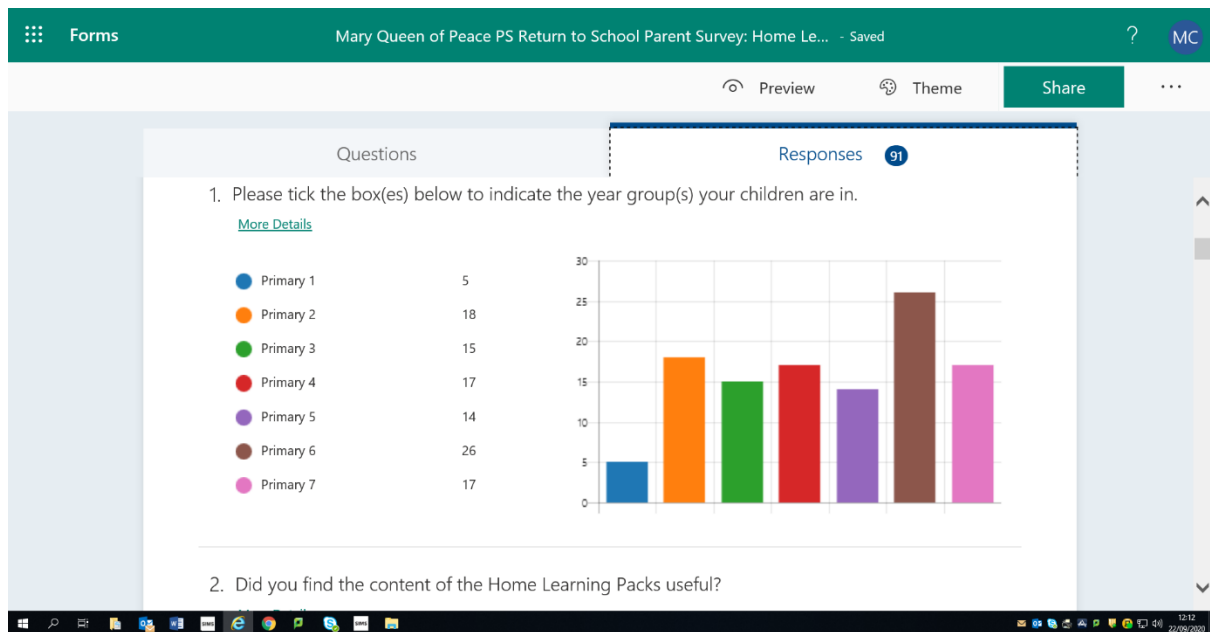 Forms
Mary Queen of Peace PS Return to School Parent Survey: Home Le... - Saved
? MC
Preview Theme Share ...
Questions Responses 91
1. Please tick the box(es) below to indicate the year group(s) your children are in.
More Details
Primary 1 5
Primary 2 18
Primary 3 15
Primary 4 17
Primary 5 14
Primary 6 26
Primary 7 17
30
25
20
15
10
5
0
2. Did you find the content of the Home Learning Packs useful?
12:12
22/09/2020